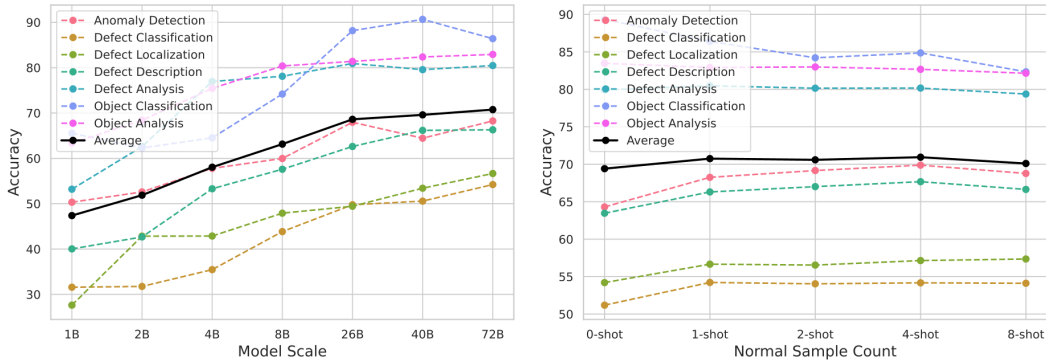 90
80
70
60
50
40
30
Accuracy
Anomaly Detection
Defect Classification
Defect Localization
Defect Description
Defect Analysis
Object Classification
Object Analysis
Average
1B 2B 4B 8B 26B 40B 72B
Model Scale
90
85
80
75
70
65
60
55
50
Accuracy
Anomaly Detection
Defect Classification
Defect Localization
Defect Description
Defect Analysis
Object Classification
Object Analysis
Average
0-shot 1-shot 2-shot 4-shot 8-shot
Normal Sample Count